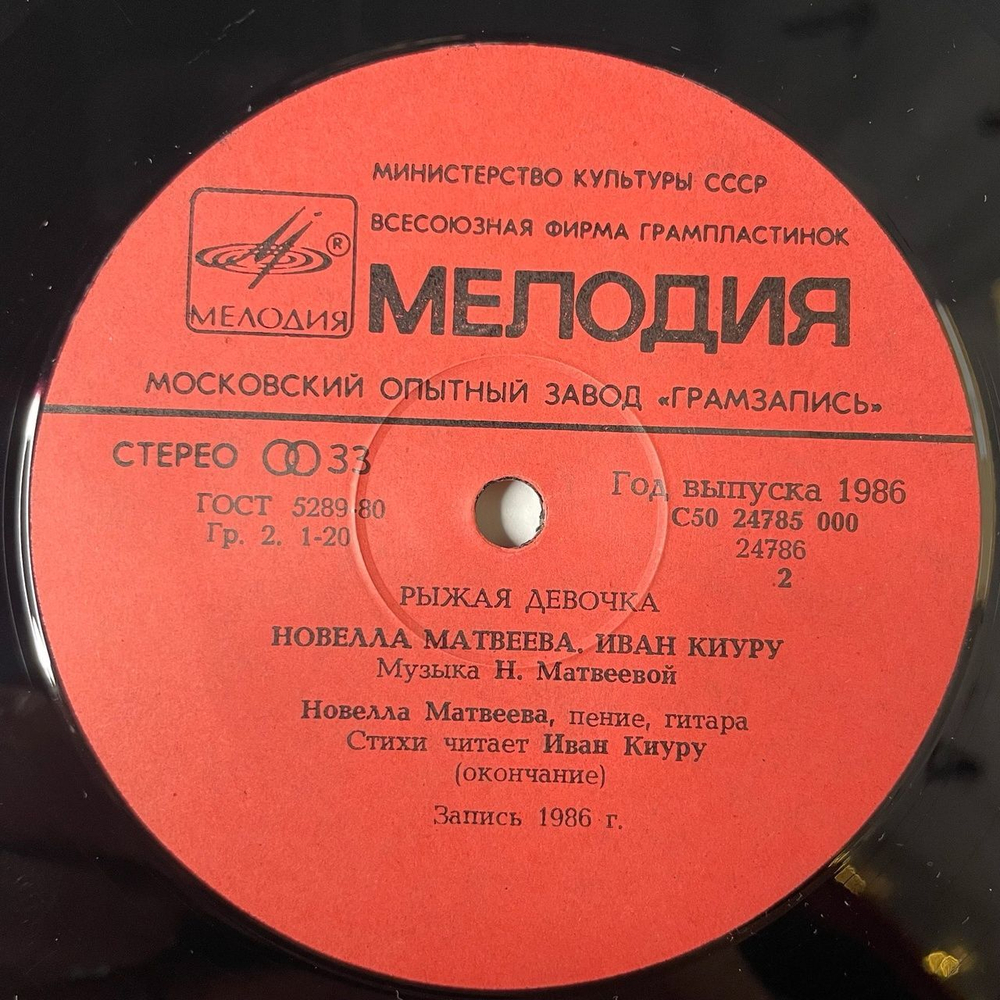 МИНИСТЕРСТВО КУЛЬТУРЫ СССР
ВСЕСОЮЗНАЯ ФИРМА ГРАМПЛАСТИНОК
®
МЕЛОДИЯ
МЕЛОДИЯ
МОСКОВСКИЙ ОПЫТНЫЙ ЗАВОД «ГРАМЗАПИСЬ»
СТЕРЕО 33
ГОСТ 5289-80
Гр. 2. 1-20
Год выпуска 1986
С50 24785 000
24786
2
РЫЖАЯ ДЕВОЧКА
НОВЕЛЛА МАТВЕЕВА. ИВАН КИУРУ
Музыка Н. Матвеевой
Новелла Матвеева, пение, гитара
Стихи читает Иван Киуру
(окончание)
Запись 1986 г.